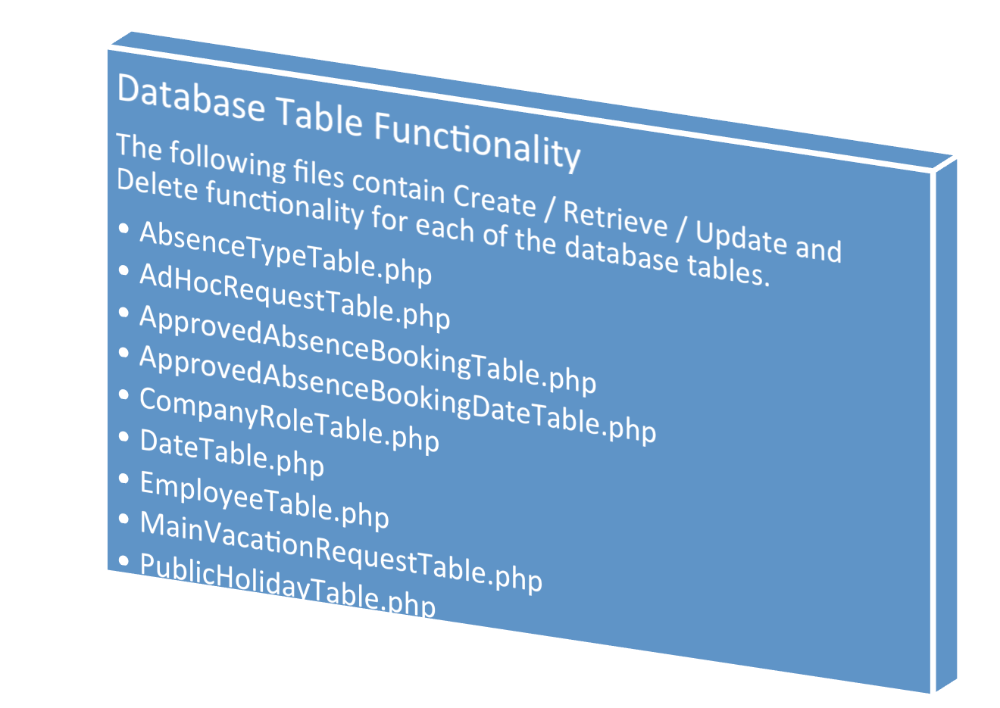 Database Table Functionality
The following files contain Create / Retrieve / Update and
Delete functionality for each of the database tables.
• AbsenceTypeTable.php
• AdHocRequestTable.php
• ApprovedAbsenceBookingTable.php
• ApprovedAbsenceBookingDateTable.php
• CompanyRoleTable.php
• DateTable.php
• EmployeeTable.php
• MainVacationRequestTable.php
• PublicHolidayTable.php